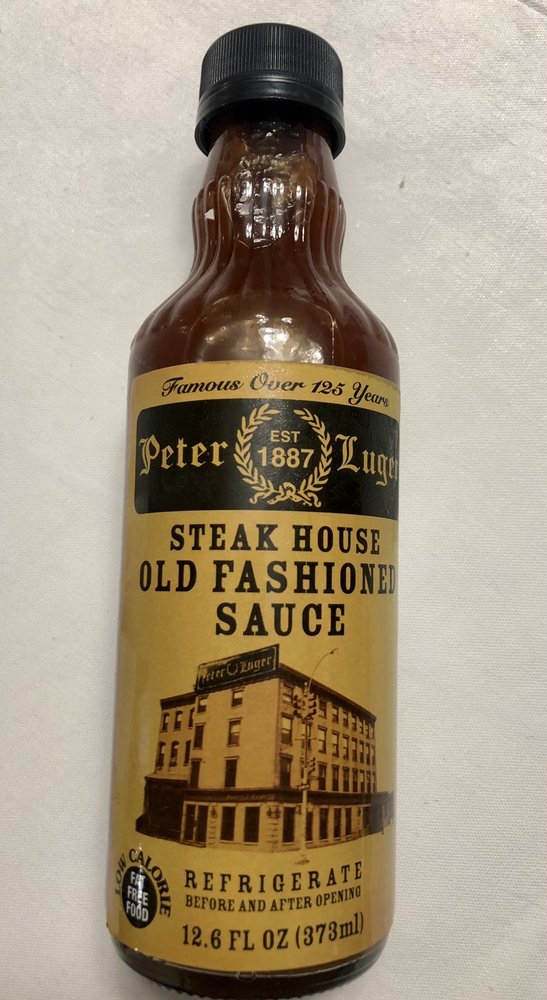 Famous Over 125 Years
Peter EST 1887 Luger
STEAK HOUSE
OLD FASHIONED
SAUCE
Peter Luger
LOW CALORIE
FAT
FREE
FOOD
REFRIGERATE
BEFORE AND AFTER OPENING
12.6 FL OZ (373ml)